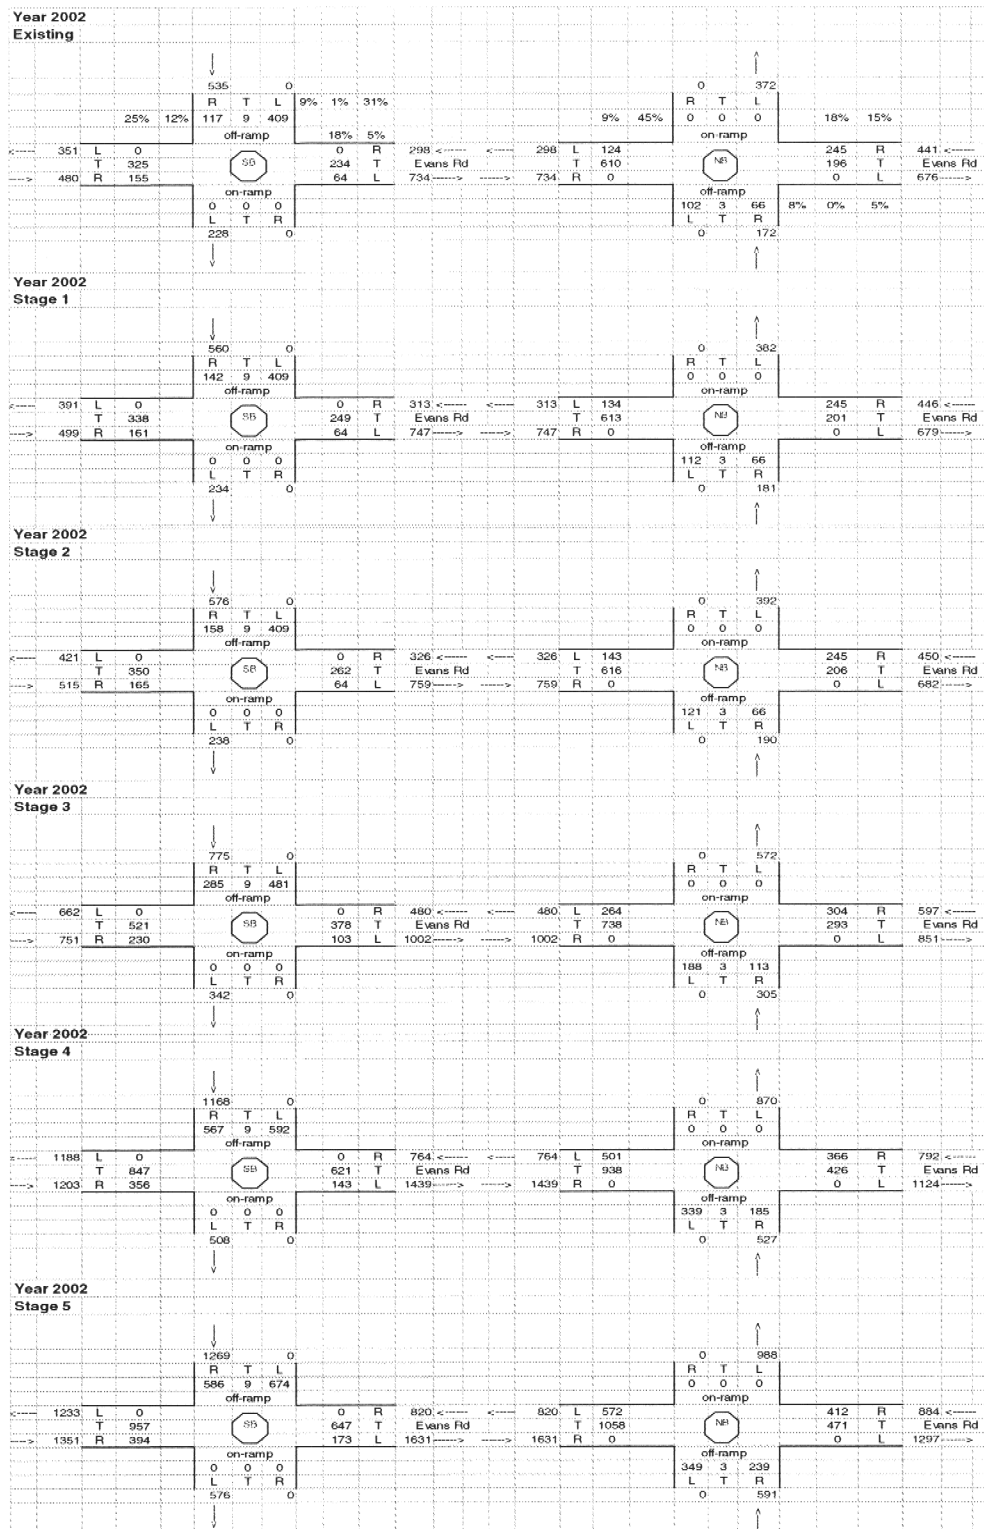 Year 2002
Existing
535 0 0 372
R T L 9% 1% 31% R T L
25% 12% 117 9 409 9% 45% 0 0 0 18% 15%
off-ramp 18% 5% on-ramp
<---- 351 L 0 SB 0 R 298 <----- <---- 298 L 124 NB 245 R 441 <----
T 325 234 T Evans Rd T 610 196 T Evans Rd
---> 480 R 155 64 L 734 -----> -----> 734 R 0 0 L 676 ----->
on-ramp off-ramp
0 0 0 102 3 66 8% 0% 5%
L T R L T R
228 0 0 172
Year 2002
Stage 1
560 0 0 382
R T L R T L
142 9 409 0 0 0
off-ramp on-ramp
<---- 391 L 0 SB 0 R 313 <----- <---- 313 L 134 NB 245 R 446 <----
T 338 249 T Evans Rd T 613 201 T Evans Rd
---> 499 R 161 64 L 747 -----> -----> 747 R 0 0 L 679 ----->
on-ramp off-ramp
0 0 0 112 3 66
L T R L T R
234 0 0 181
Year 2002
Stage 2
576 0 0 392
R T L R T L
158 9 409 0 0 0
off-ramp on-ramp
<---- 421 L 0 SB 0 R 326 <----- <---- 326 L 143 NB 245 R 450 <----
T 350 262 T Evans Rd T 616 206 T Evans Rd
---> 515 R 165 64 L 759 -----> -----> 759 R 0 0 L 682 ----->
on-ramp off-ramp
0 0 0 121 3 66
L T R L T R
238 0 0 190
Year 2002
Stage 3
775 0 0 572
R T L R T L
285 9 481 0 0 0
off-ramp on-ramp
<---- 662 L 0 SB 0 R 480 <----- <---- 480 L 264 NB 304 R 597 <----
T 521 378 T Evans Rd T 738 293 T Evans Rd
---> 751 R 230 103 L 1002 -----> -----> 1002 R 0 0 L 851 ----->
on-ramp off-ramp
0 0 0 188 3 113
L T R L T R
342 0 0 305
Year 2002
Stage 4
1168 0 0 870
R T L R T L
567 9 592 0 0 0
off-ramp on-ramp
<---- 1188 L 0 SB 0 R 764 <----- <---- 764 L 501 NB 366 R 792 <----
T 847 621 T Evans Rd T 938 426 T Evans Rd
---> 1203 R 356 143 L 1439 -----> -----> 1439 R 0 0 L 1124 ----->
on-ramp off-ramp
0 0 0 339 3 185
L T R L T R
508 0 0 527
Year 2002
Stage 5
1269 0 0 988
R T L R T L
586 9 674 0 0 0
off-ramp on-ramp
<---- 1233 L 0 SB 0 R 820 <----- <---- 820 L 572 NB 412 R 884 <----
T 957 647 T Evans Rd T 1058 471 T Evans Rd
---> 1351 R 394 173 L 1631 -----> -----> 1631 R 0 0 L 1297 ----->
on-ramp off-ramp
0 0 0 349 3 239
L T R L T R
576 0 0 591